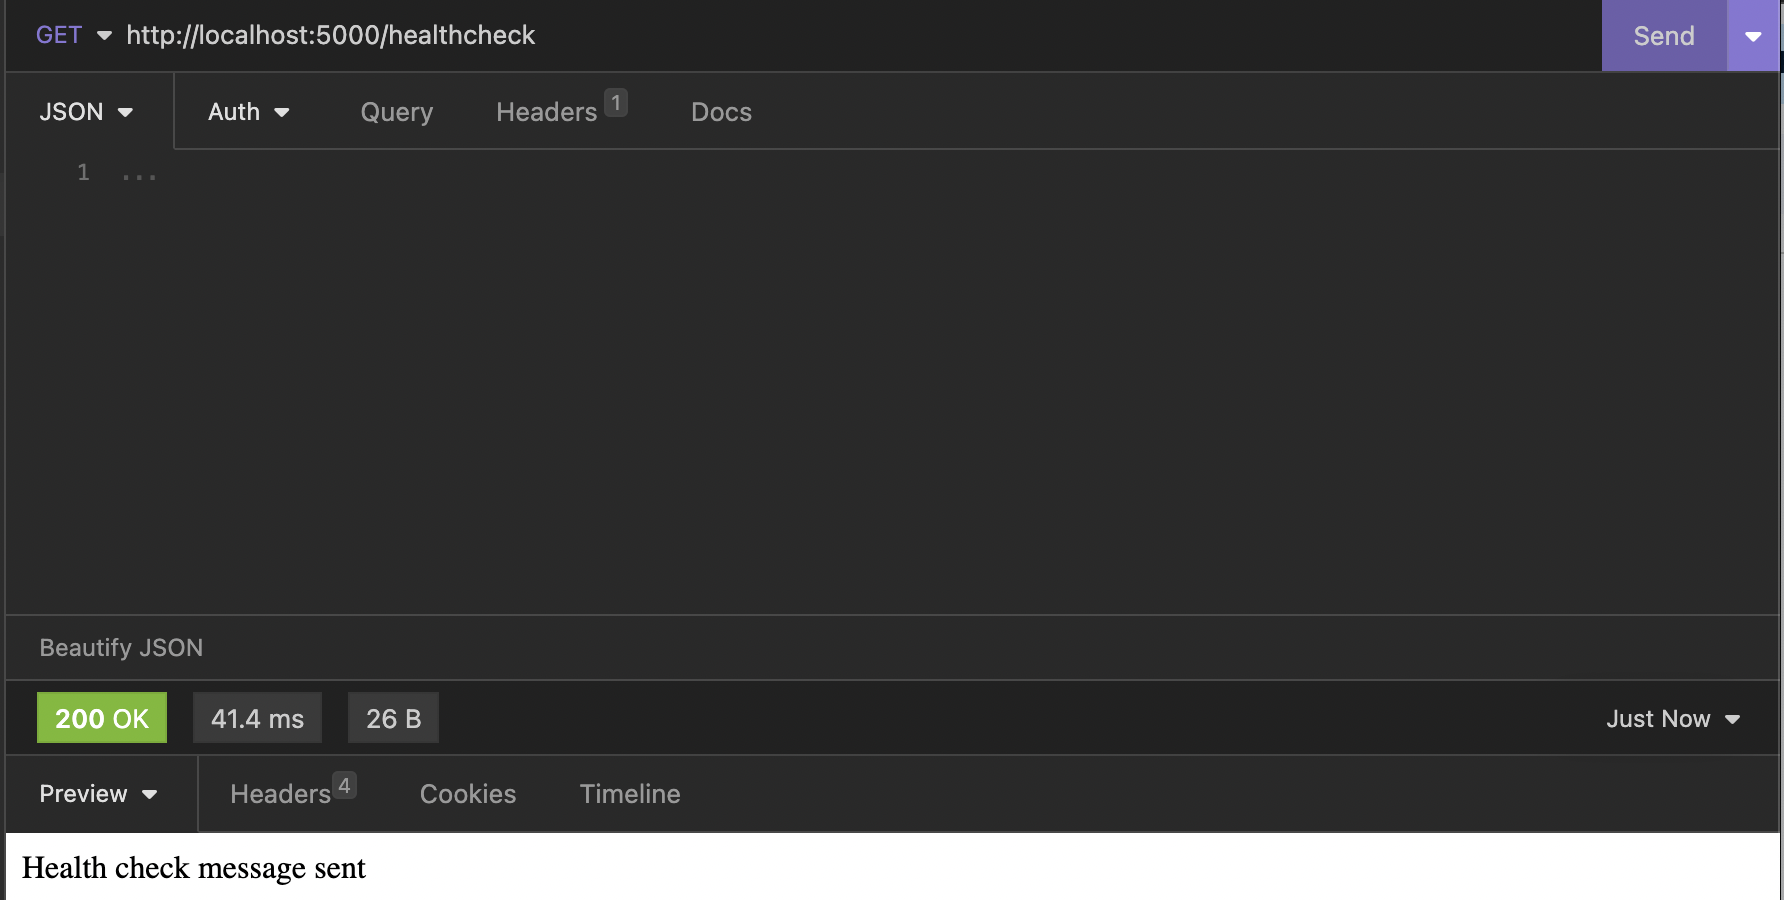 GET http://localhost:5000/healthcheck Send
JSON Auth Query Headers 1 Docs
1 ...
Beautify JSON
200 OK 41.4 ms 26 B Just Now
Preview Headers 4 Cookies Timeline
Health check message sent